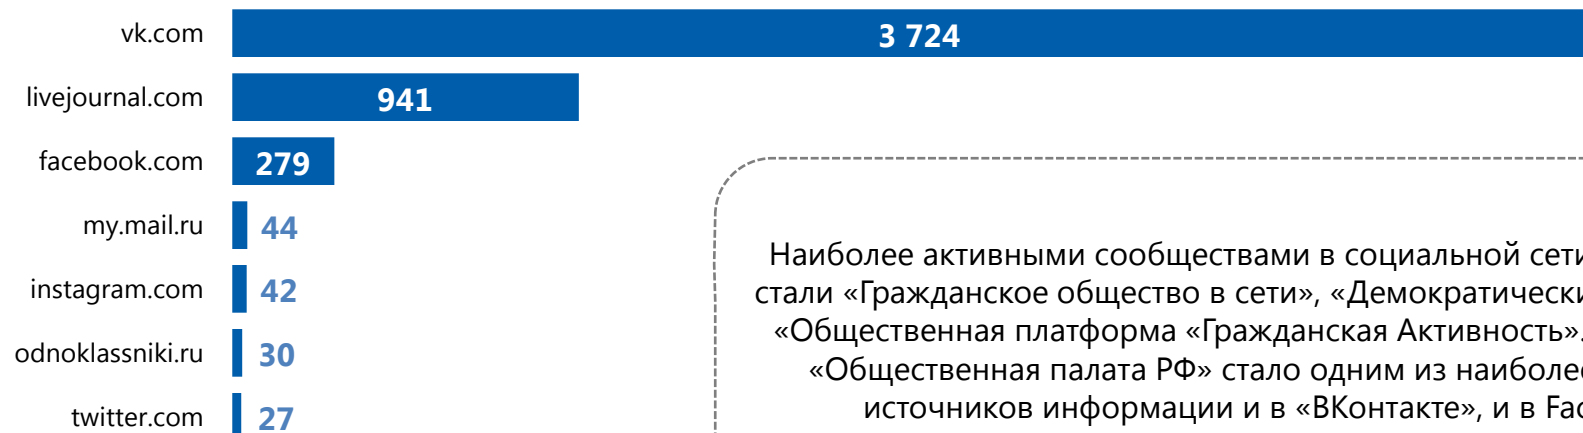 vk.com 3 724
livejournal.com 941
facebook.com 279
my.mail.ru 44
instagram.com 42
odnoklassniki.ru 30
twitter.com 27
Наиболее активными сообществами в социальной сети
стали «Гражданское общество в сети», «Демократически
«Общественная платформа «Гражданская Активность».
«Общественная палата РФ» стало одним из наиболее
источников информации и в «ВКонтакте», и в Fac